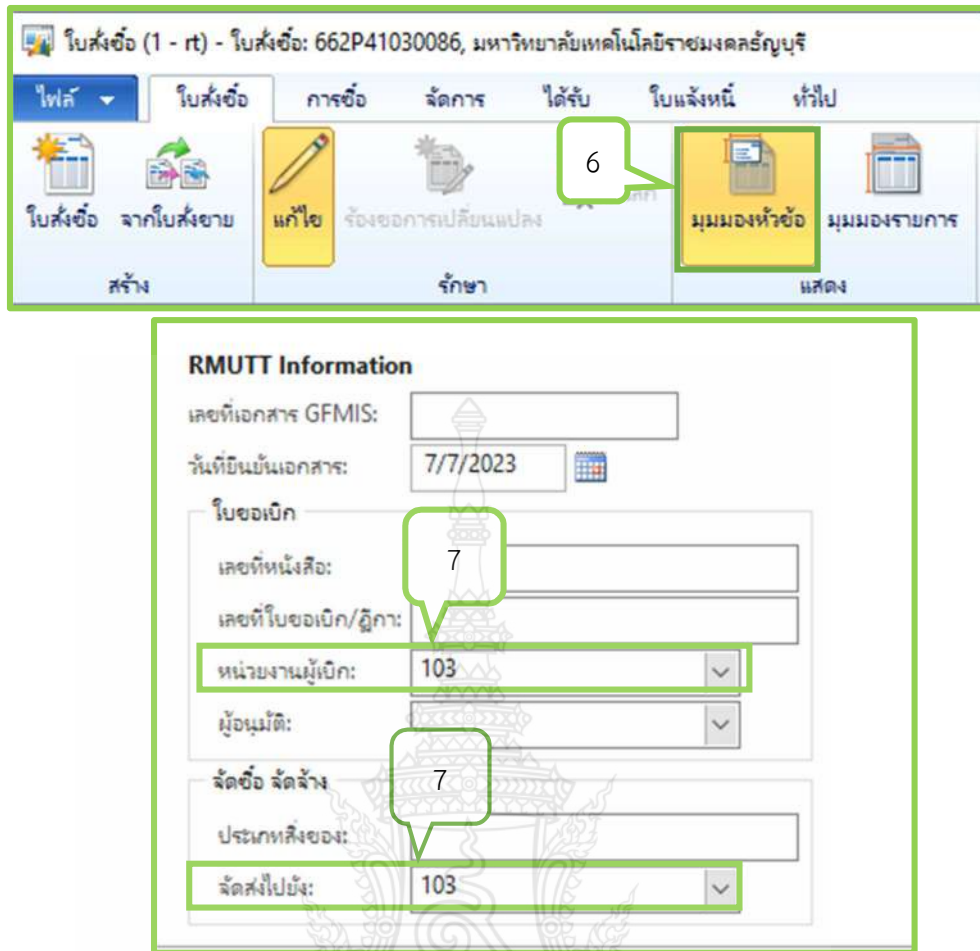 ใบสั่งซื้อ (1 - rt) - ใบสั่งซื้อ: 662P41030086, มหาวิทยาลัยเทคโนโลยีราชมงคลธัญบุรี
ไฟล์ ใบสั่งซื้อ การซื้อ จัดการ ได้รับ ใบแจ้งหนี้ ทั่วไป
6
ใบสั่งซื้อ จากใบสั่งขาย แก้ไข ร้องขอการเปลี่ยนแปลง มุมมองหัวข้อ มุมมองรายการ
สร้าง รักษา แสดง
RMUTT Information
เลขที่เอกสาร GFMIS:
วันที่ยืนยันเอกสาร: 7/7/2023
ใบขอเบิก
เลขที่หนังสือ: 7
เลขที่ใบขอเบิก/ฎีกา:
หน่วยงานผู้เบิก: 103
ผู้อนุมัติ:
จัดซื้อ จัดจ้าง 7
ประเภทสิ่งของ:
จัดส่งไปยัง: 103